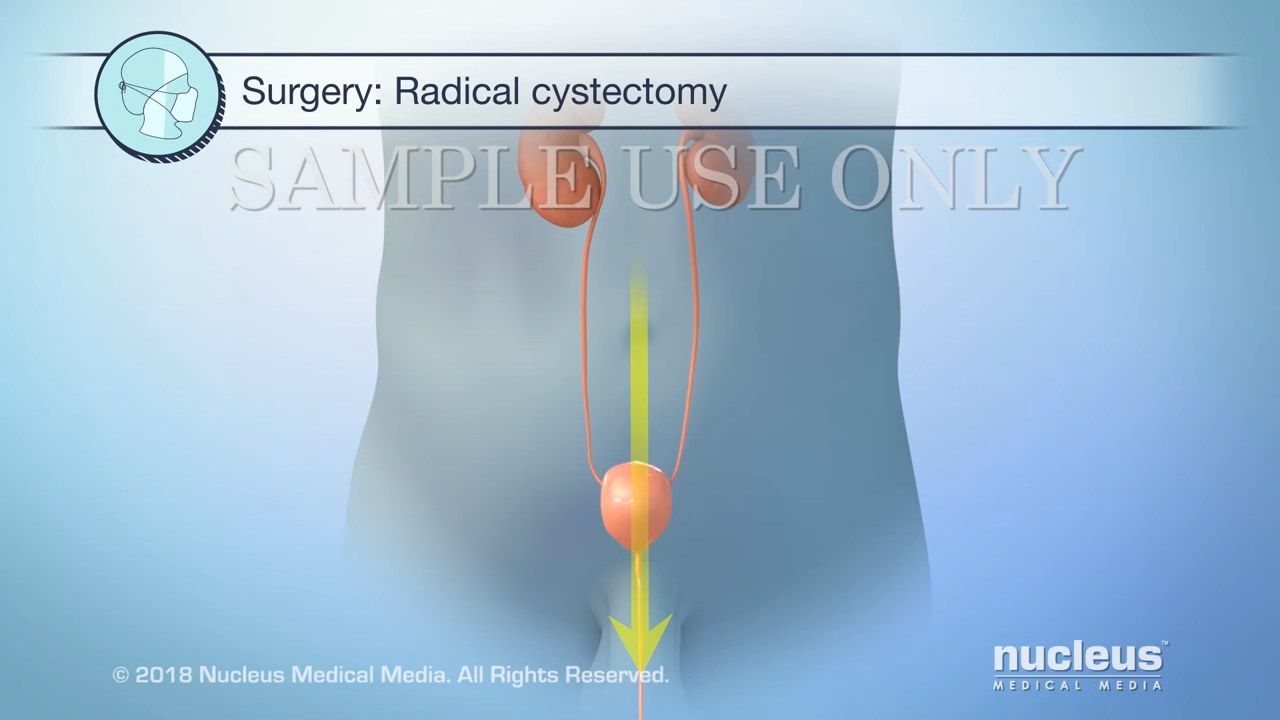 Surgery: Radical cystectomy
SAMPLE USE ONLY
© 2018 Nucleus Medical Media. All Rights Reserved.
nucleus™
MEDICAL MEDIA